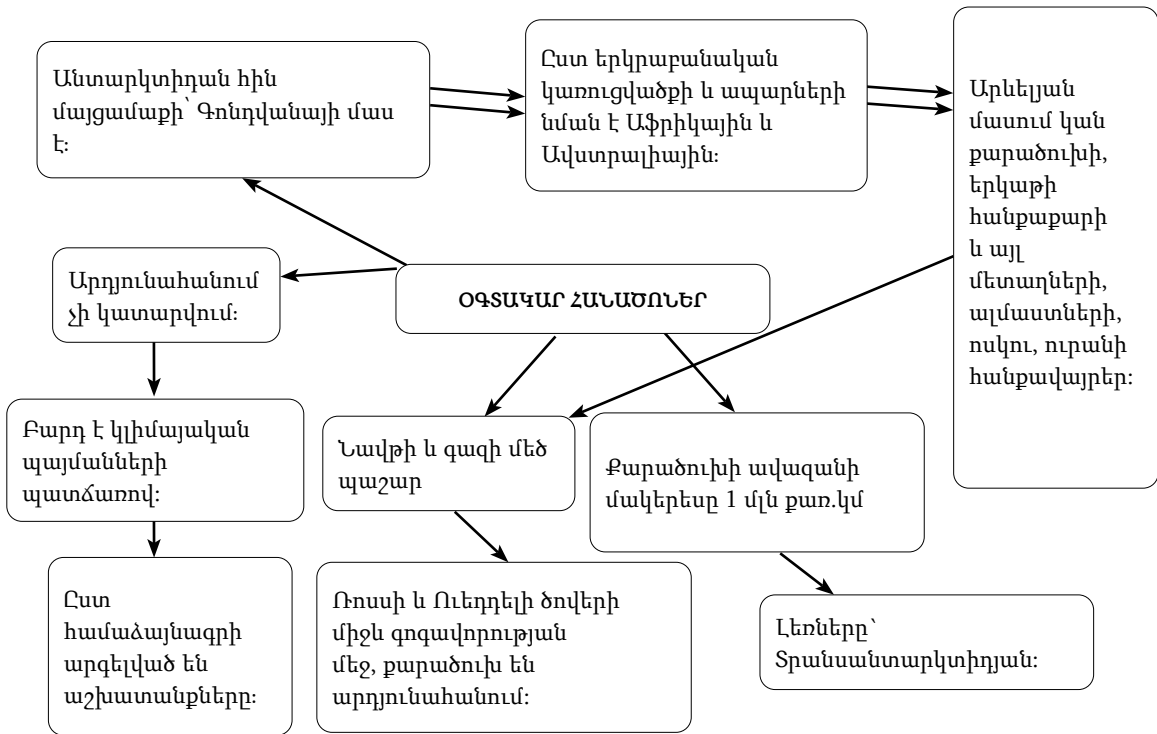 Անտարկտիդան հին
մայցամաքի՝ Գոնդվանայի մաս
է։
Ըստ երկրաբանական
կառուցվածքի և ապարների
նման է Աֆրիկային և
Ավստրալիային։
Արևելյան
մասում կան
քարածուխի,
երկաթի
հանքաքարի
և այլ
մետաղների,
ալմաստների,
ոսկու, ուրանի
հանքավայրեր։
Արդյունահանում
չի կատարվում։
ՕԳՏԱԿԱՐ ՀԱՆԱԾՈՆԵՐ
Բարդ է կլիմայական
պայմանների
պատճառով։
Նավթի և գազի մեծ
պաշար
Քարածուխի ավազանի
մակերեսը 1 մլն քառ.կմ
Ըստ
համաձայնագրի
արգելված են
աշխատանքները։
Ռոսսի և Ուեդդելի ծովերի
միջև գոգավորության
մեջ, քարածուխ են
արդյունահանում։
Լեռները՝
Տրանսանտարկտիդյան։